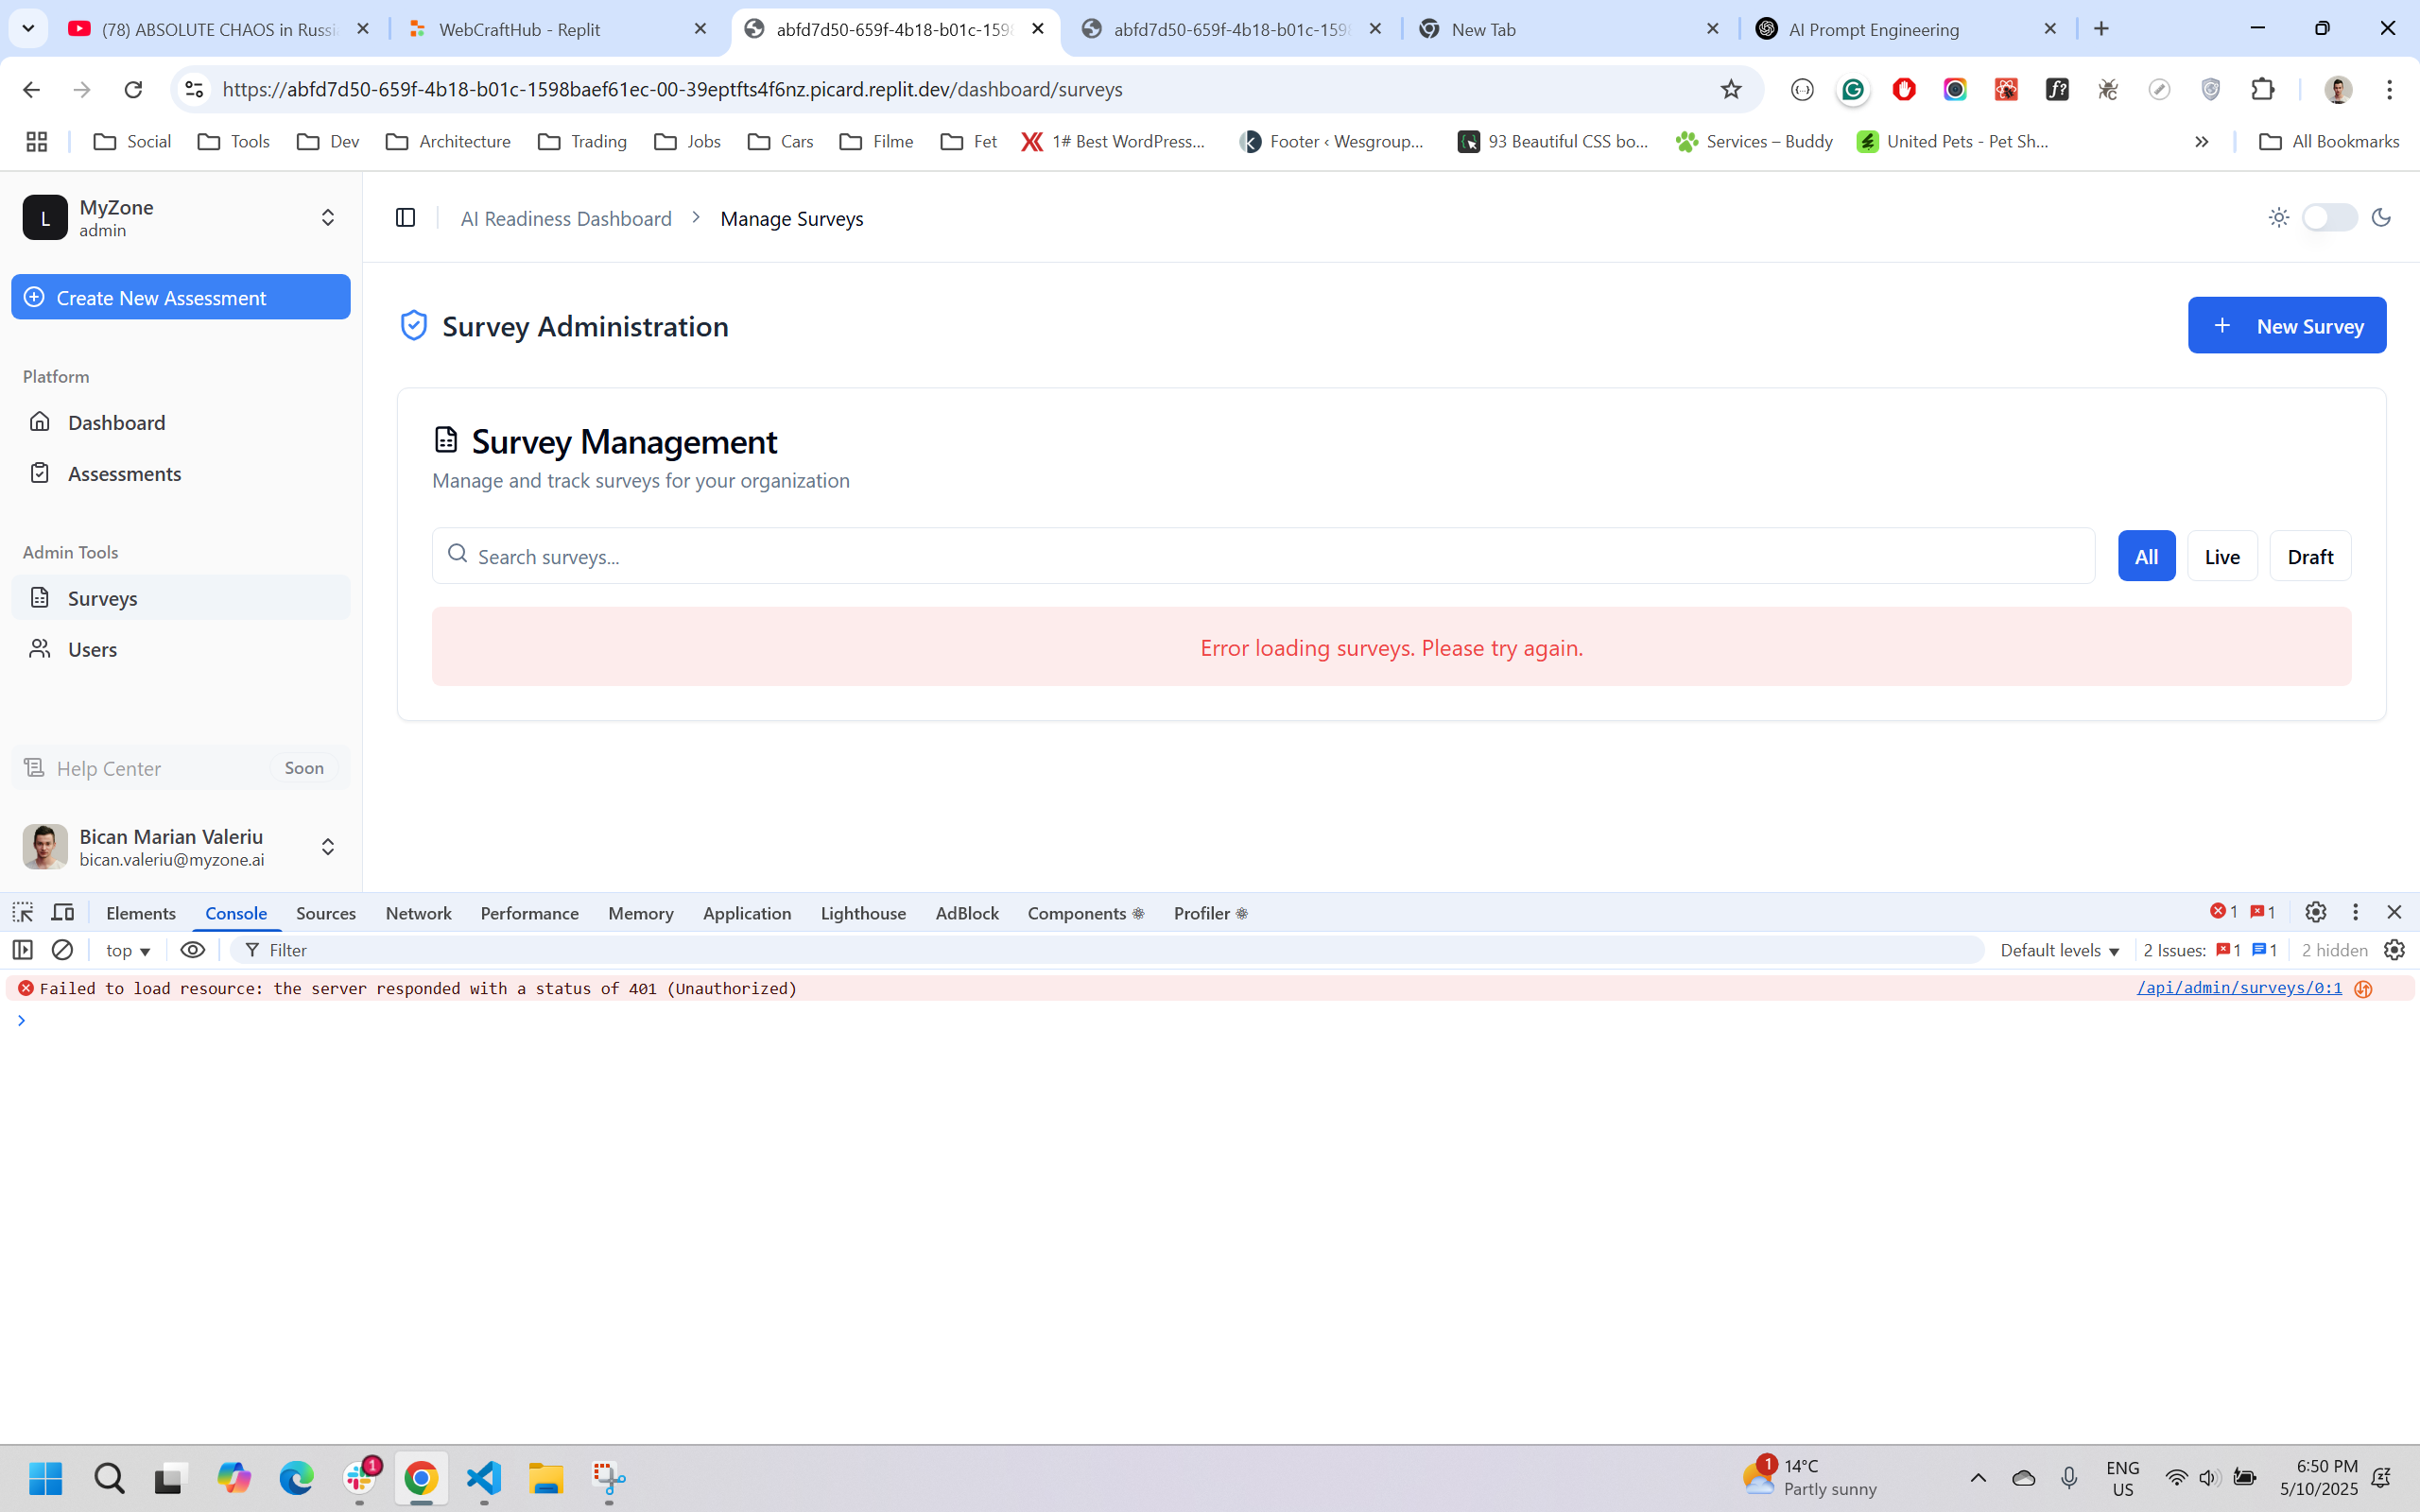 (78) ABSOLUTE CHAOS in Russi
WebCraftHub - Replit
abfd7d50-659f-4b18-b01c-159
abfd7d50-659f-4b18-b01c-159
New Tab
AI Prompt Engineering
https://abfd7d50-659f-4b18-b01c-1598baef61ec-00-39eptfts4f6nz.picard.replit.dev/dashboard/surveys
Social
Tools
Dev
Architecture
Trading
Jobs
Cars
Filme
Fet
1# Best WordPress...
Footer ‹ Wesgroup...
93 Beautiful CSS bo...
Services – Buddy
United Pets - Pet Sh...
All Bookmarks
L
MyZone
admin
AI Readiness Dashboard
Manage Surveys
Create New Assessment
Survey Administration
New Survey
Platform
Dashboard
Assessments
Survey Management
Manage and track surveys for your organization
Search surveys...
All
Live
Draft
Admin Tools
Surveys
Users
Error loading surveys. Please try again.
Help Center
Soon
Bican Marian Valeriu
bican.valeriu@myzone.ai
Elements
Console
Sources
Network
Performance
Memory
Application
Lighthouse
AdBlock
Components
Profiler
1
1
top
Filter
Default levels
2 Issues:
1
1
2 hidden
Failed to load resource: the server responded with a status of 401 (Unauthorized)
/api/admin/surveys/0:1
1
1
14°C
Partly sunny
ENG
US
6:50 PM
5/10/2025